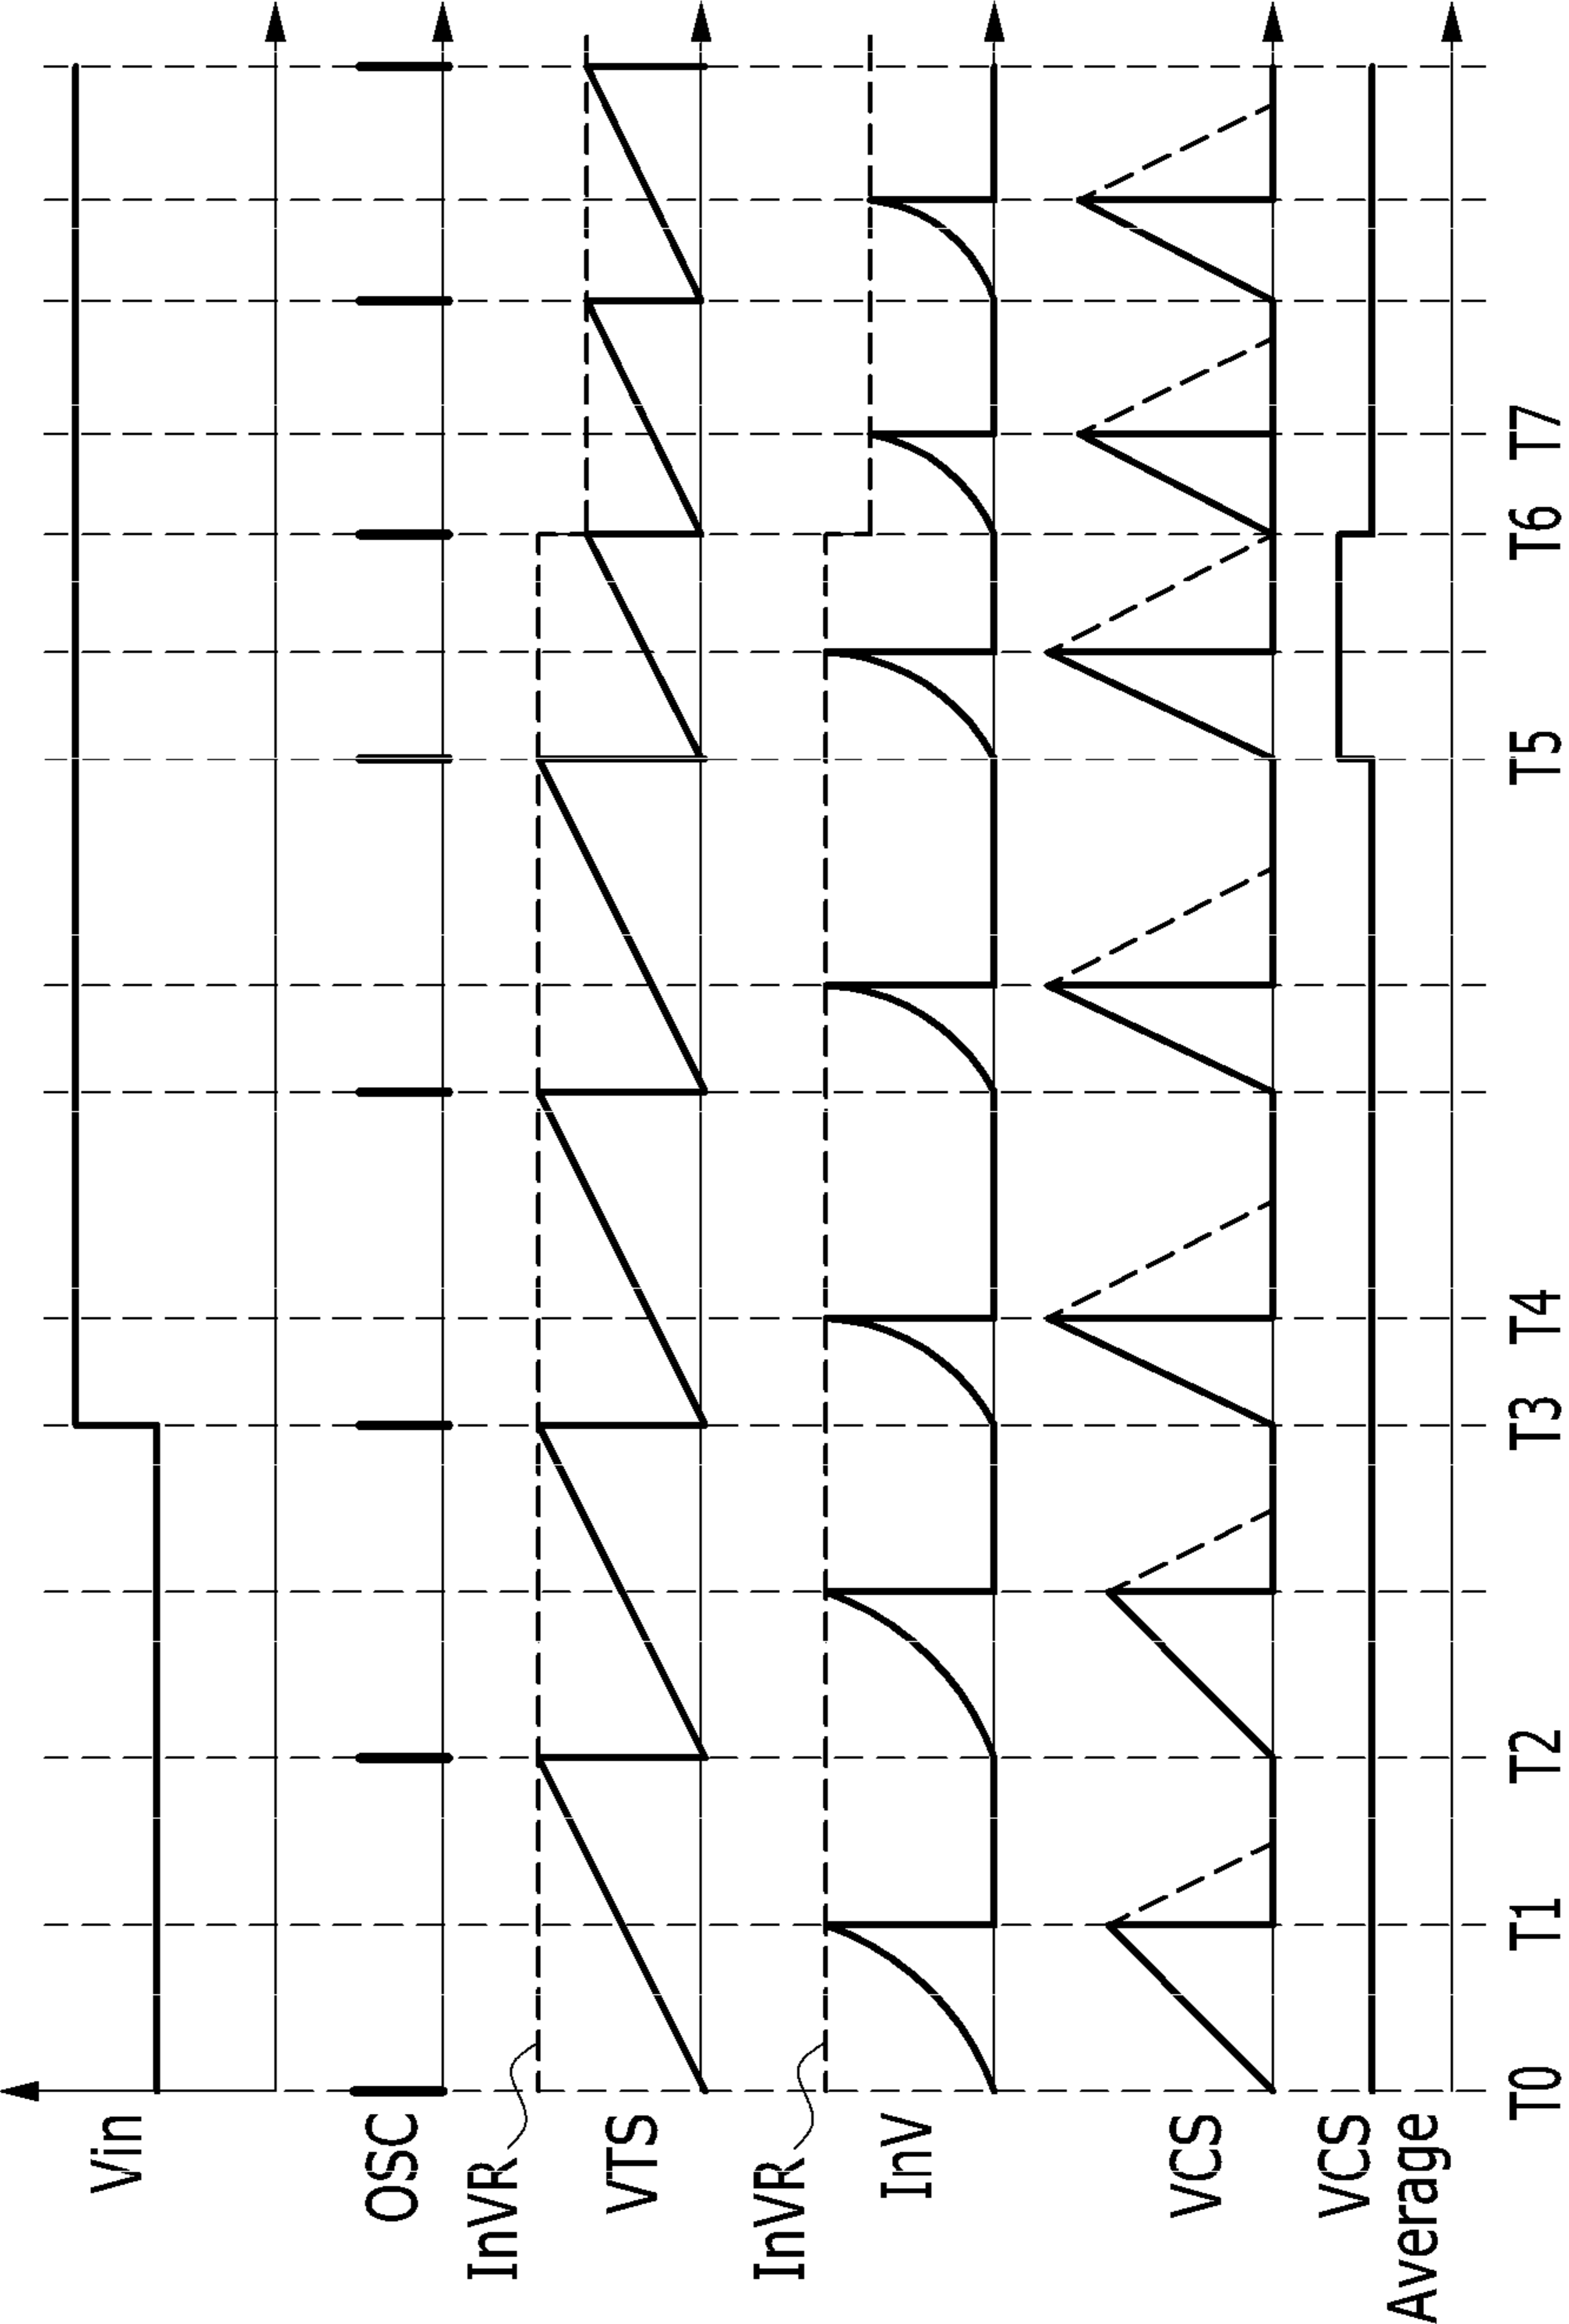 Vin
OSC
InVR
VTS
InVR
InV
VCS
VCS
Average
T0 T1 T2 T3 T4 T5 T6 T7